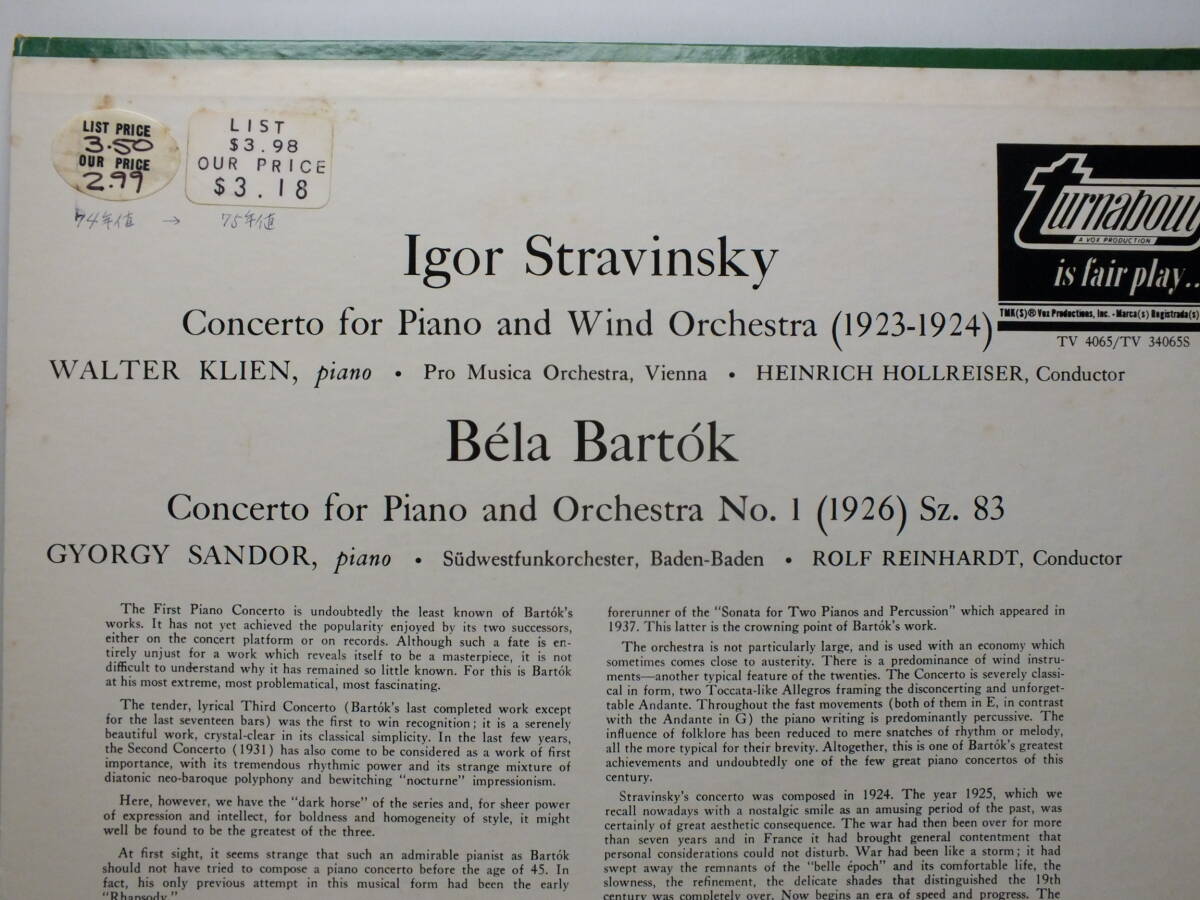 LIST PRICE
3.50
OUR PRICE
2.99
LIST
$3.98
OUR PRICE
$3.18
74年値 → 75年値
turnabout
A VOX PRODUCTION
is fair play..
TMK(S)® Vox Productions, Inc. - Marca(s) Registrada(s)
TV 4065/TV 34065S
Igor Stravinsky
Concerto for Piano and Wind Orchestra (1923-1924)
WALTER KLIEN, piano • Pro Musica Orchestra, Vienna • HEINRICH HOLLREISER, Conductor
Béla Bartók
Concerto for Piano and Orchestra No. 1 (1926) Sz. 83
GYORGY SANDOR, piano • Südwestfunkorchester, Baden-Baden • ROLF REINHARDT, Conductor
The First Piano Concerto is undoubtedly the least known of Bartók's
works. It has not yet achieved the popularity enjoyed by its two successors,
either on the concert platform or on records. Although such a fate is en-
tirely unjust for a work which reveals itself to be a masterpiece, it is not
difficult to understand why it has remained so little known. For this is Bartók
at his most extreme, most problematical, most fascinating.
The tender, lyrical Third Concerto (Bartók's last completed work except
for the last seventeen bars) was the first to win recognition; it is a serenely
beautiful work, crystal-clear in its classical simplicity. In the last few years,
the Second Concerto (1931) has also come to be considered as a work of first
importance, with its tremendous rhythmic power and its strange mixture of
diatonic neo-baroque polyphony and bewitching "nocturne" impressionism.
Here, however, we have the "dark horse" of the series and, for sheer power
of expression and intellect, for boldness and homogeneity of style, it might
well be found to be the greatest of the three.
At first sight, it seems strange that such an admirable pianist as Bartók
should not have tried to compose a piano concerto before the age of 45. In
fact, his only previous attempt in this musical form had been the early
"Rhapsody."
forerunner of the "Sonata for Two Pianos and Percussion" which appeared in
1937. This latter is the crowning point of Bartók's work.
The orchestra is not particularly large, and is used with an economy which
sometimes comes close to austerity. There is a predominance of wind instru-
ments—another typical feature of the twenties. The Concerto is severely classi-
cal in form, two Toccata-like Allegros framing the disconcerting and unforget-
table Andante. Throughout the fast movements (both of them in E, in contrast
with the Andante in G) the piano writing is predominantly percussive. The
influence of folklore has been reduced to mere snatches of rhythm or melody,
all the more typical for their brevity. Altogether, this is one of Bartók's greatest
achievements and undoubtedly one of the few great piano concertos of this
century.
Stravinsky's concerto was composed in 1924. The year 1925, which we
recall nowadays with a nostalgic smile as an amusing period of the past, was
certainly of great aesthetic consequence. The war had then been over for more
than seven years and in France it had brought general contentment that
personal considerations could not disturb. War had been like a storm; it had
swept away the remnants of the "belle époch" and its comfortable life, the
slowness, the refinement, the delicate shades that distinguished the 19th
century was completely over. Now begins an era of speed and progress. The